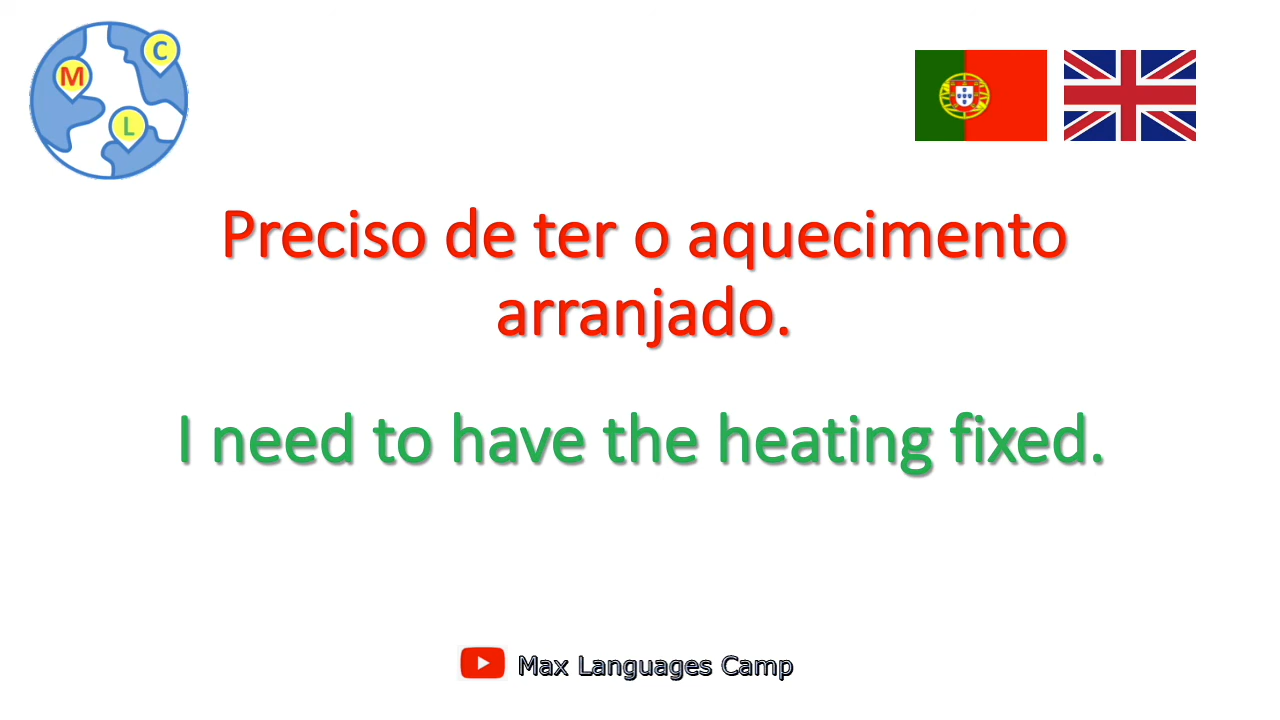 M
C
L
Preciso de ter o aquecimento
arranjado.
I need to have the heating fixed.
Max Languages Camp